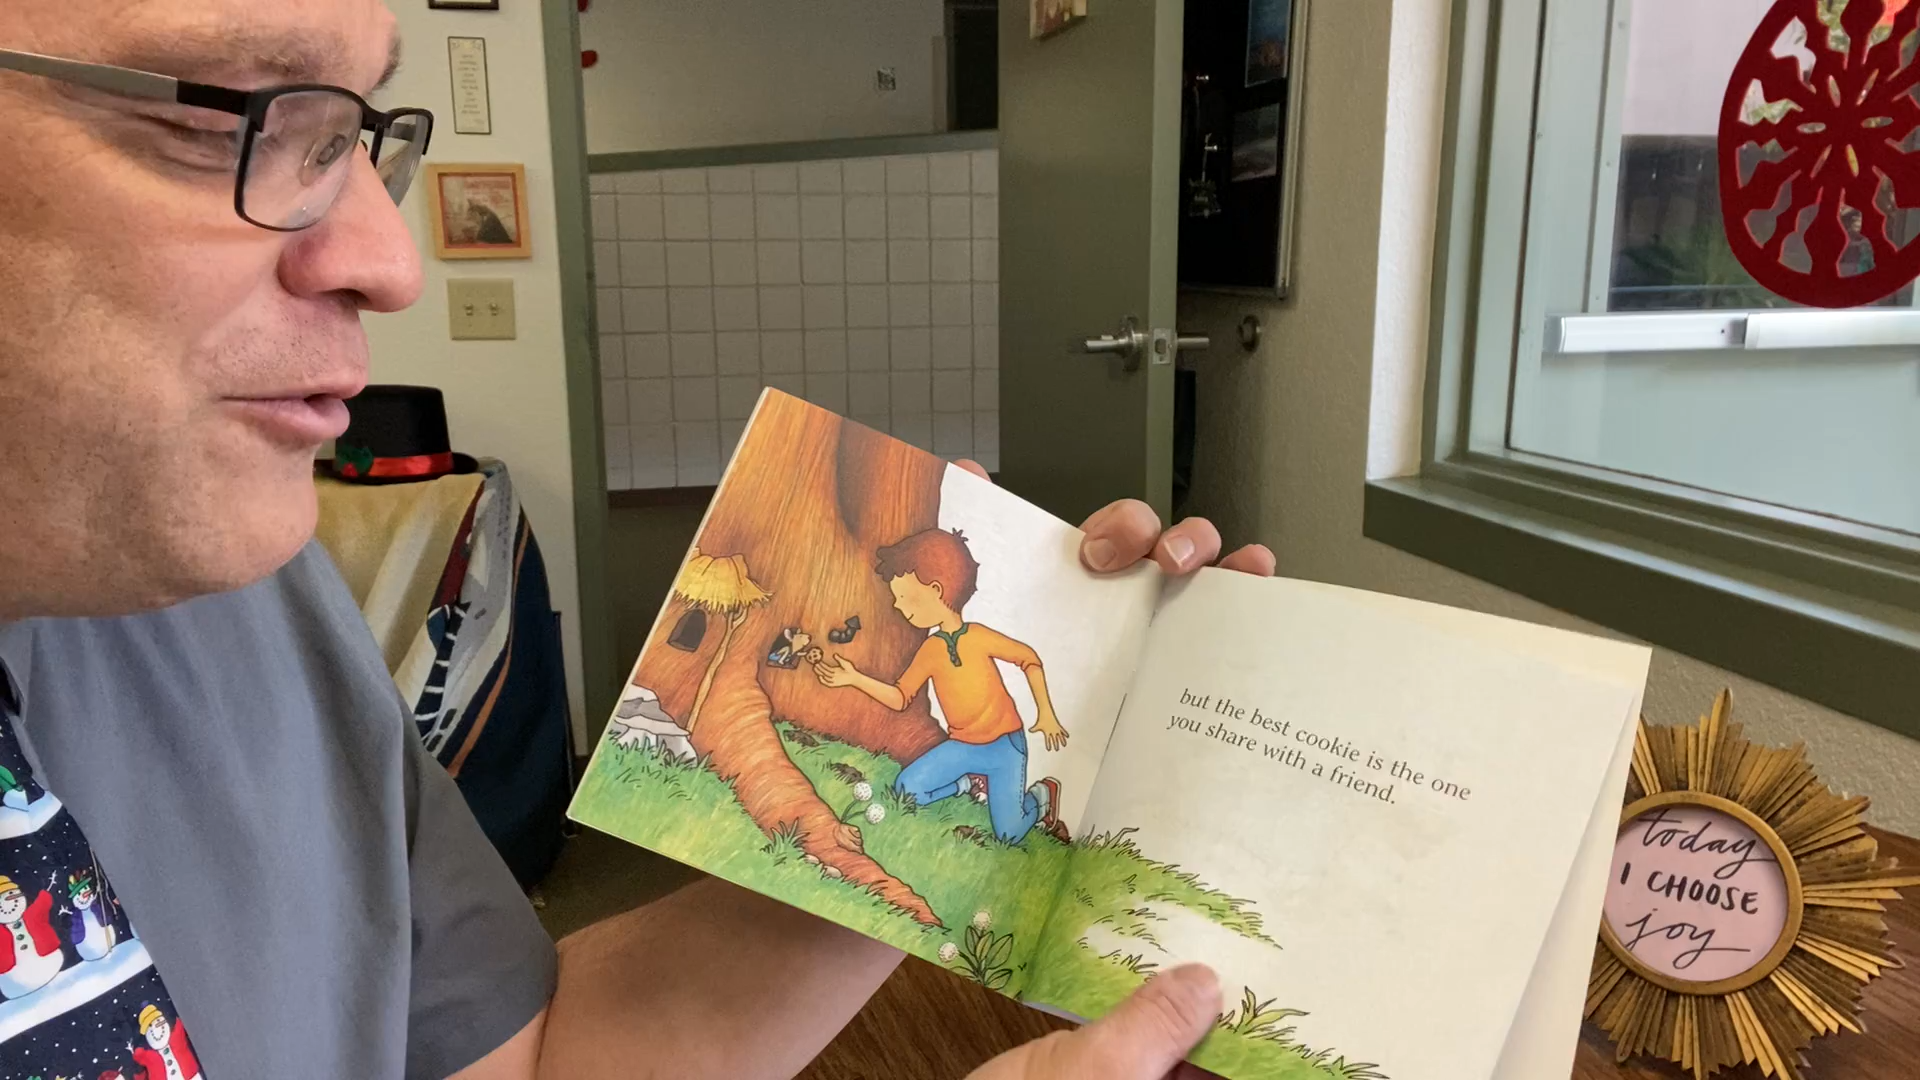 but the best cookie is the one
you share with a friend.
today
I CHOOSE
joy